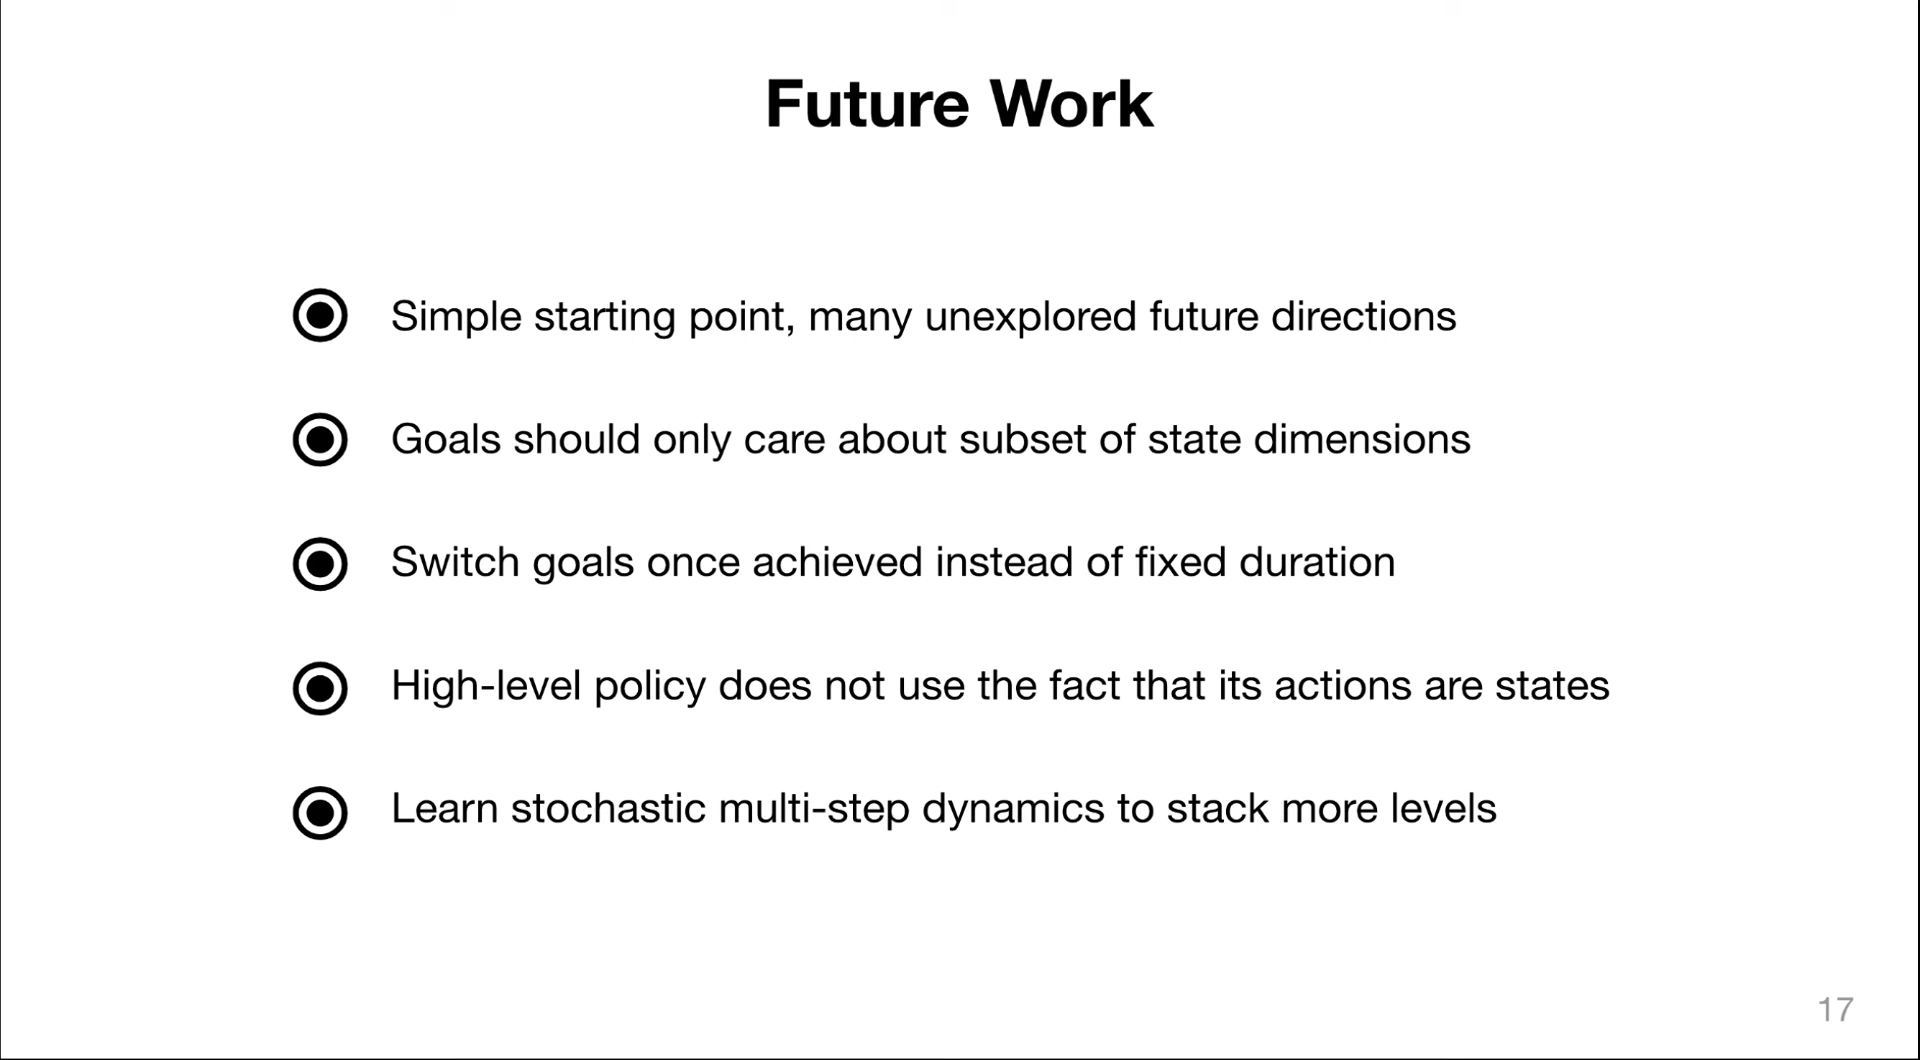 Future Work
Simple starting point, many unexplored future directions
Goals should only care about subset of state dimensions
Switch goals once achieved instead of fixed duration
High-level policy does not use the fact that its actions are states
Learn stochastic multi-step dynamics to stack more levels
17